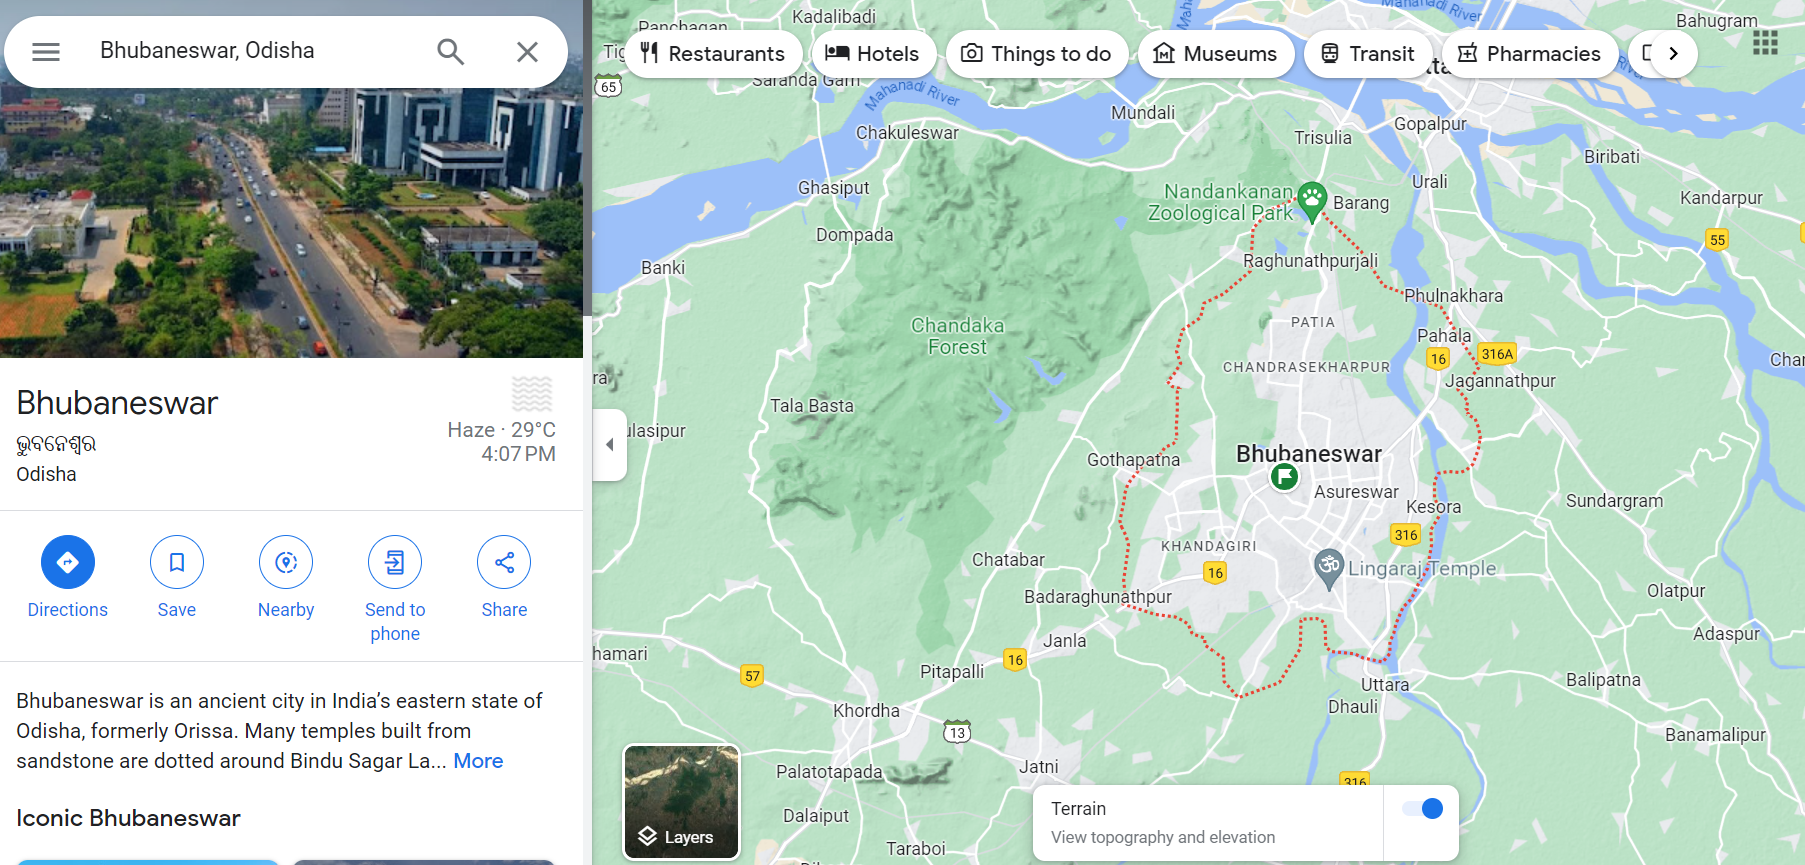 Bhubaneswar, Odisha
Bhubaneswar
ଭୁବନେଶ୍ୱର
Odisha
Haze · 29°C
4:07 PM
Directions
Save
Nearby
Send to
phone
Share
Bhubaneswar is an ancient city in India’s eastern state of
Odisha, formerly Orissa. Many temples built from
sandstone are dotted around Bindu Sagar La... More
Iconic Bhubaneswar
Restaurants
Hotels
Things to do
Museums
Transit
Pharmacies
Panchagan
Kadalibadi
Mahanadi River
Bahugram
65
Saranda Garh
Mahanadi River
River
Mundali
Gopalpur
Chakuleswar
Trisulia
Biribati
Ghasiput
Urali
Kandarpur
Nandankanan
Zoological Park
Barang
Dompada
55
Banki
Raghunathpurjali
Phulnakhara
Chandaka
Forest
PATIA
Pahala
16
316A
CHANDRASEKHARPUR
Jagannathpur
Tala Basta
ulasipur
Bhubaneswar
Gothapatna
Asureswar
Kesora
Sundargram
316
KHANDAGIRI
Chatabar
16
Lingaraj Temple
Badaraghunathpur
Olatpur
Janla
Adaspur
hamari
16
Pitapalli
57
Uttara
Balipatna
Khordha
Dhauli
13
Banamalipur
Palatotapada
Jatni
316
Dalaiput
Taraboi
Layers
Terrain
View topography and elevation